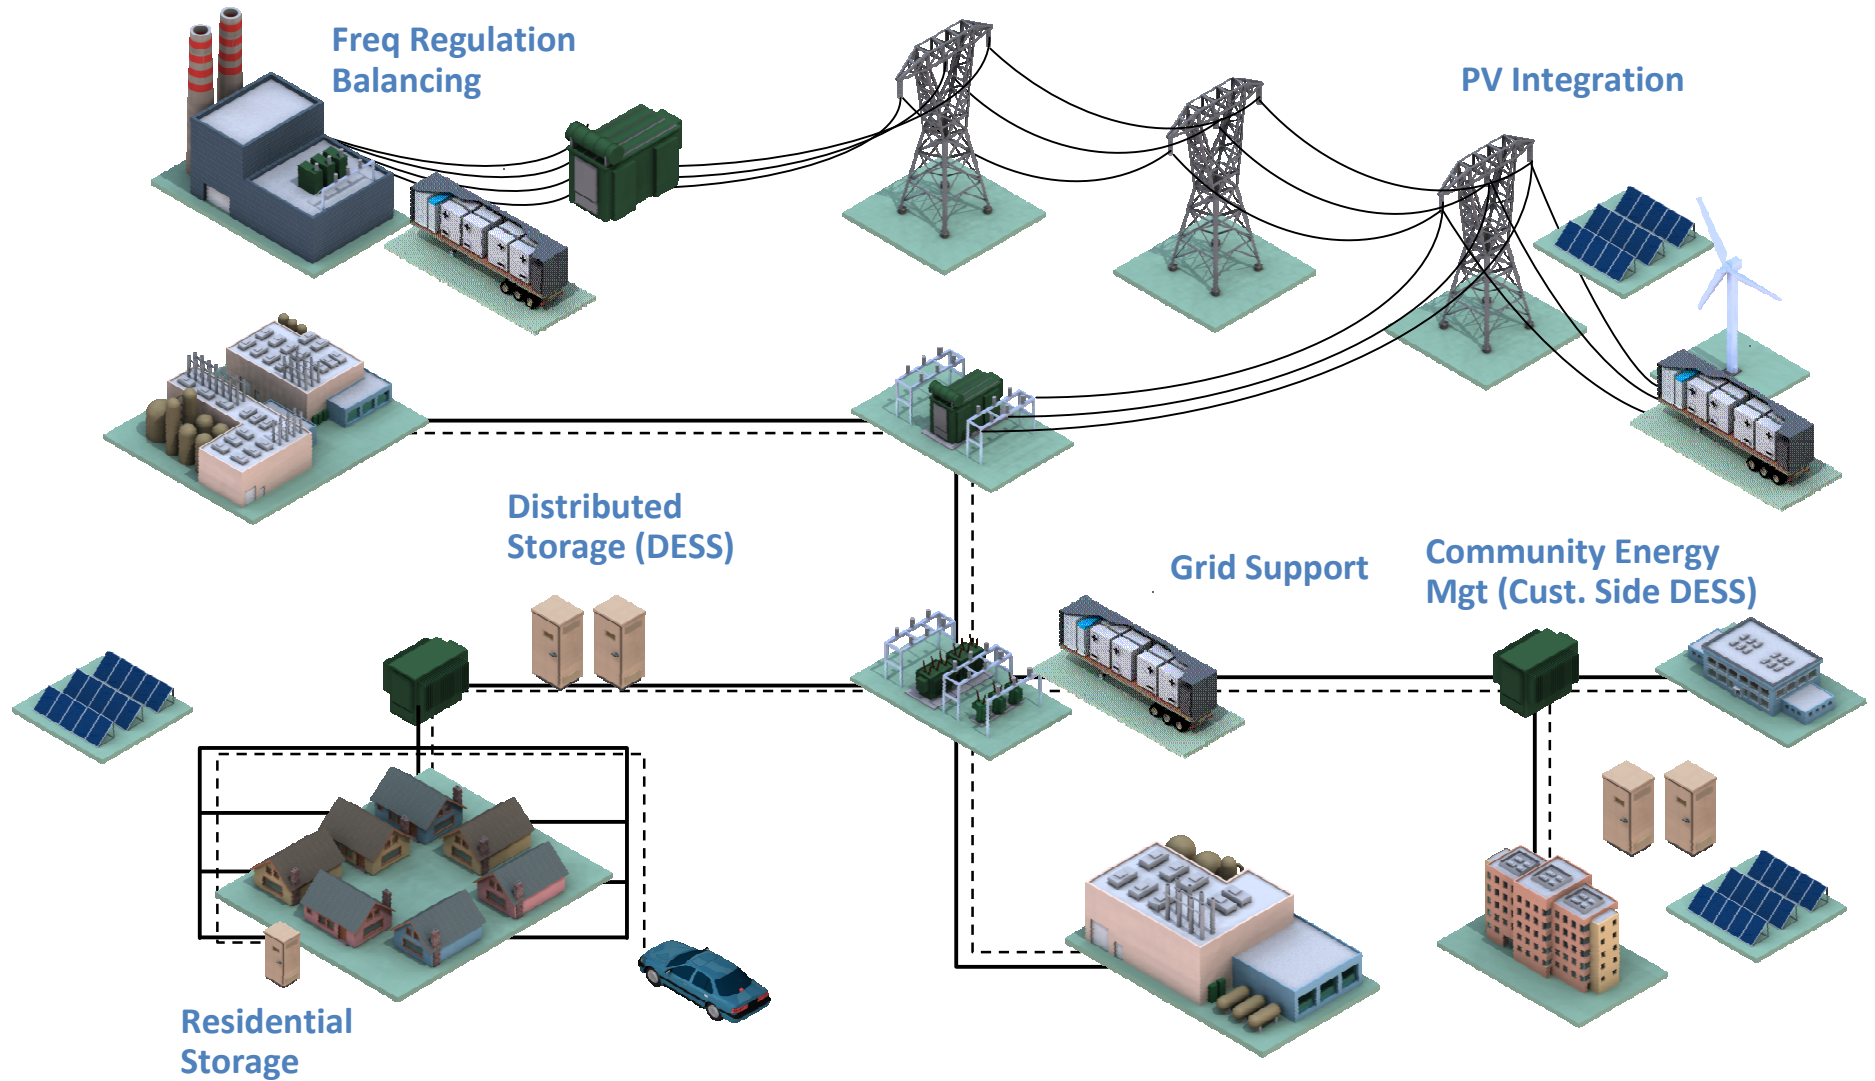 Freq Regulation
Balancing
PV Integration
Distributed
Storage (DESS)
Grid Support
Community Energy
Mgt (Cust. Side DESS)
Residential
Storage